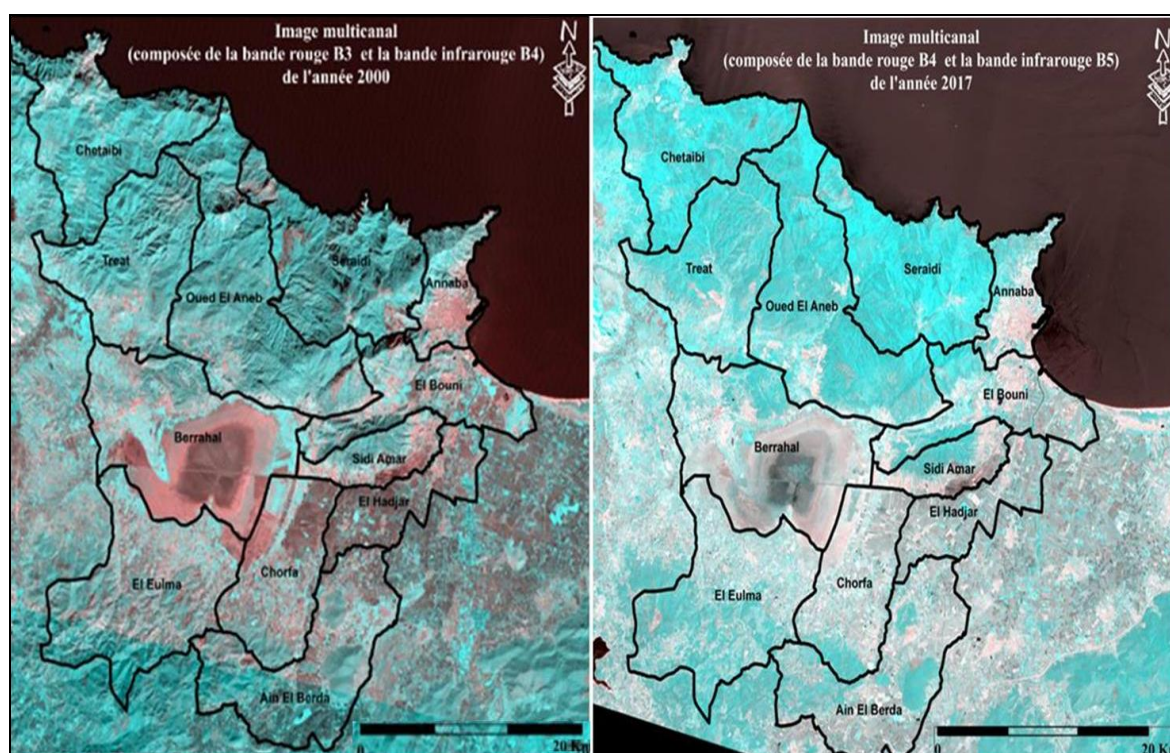 Image multicanal
(composée de la bande rouge B3 et la bande infrarouge B4)
de l'année 2000
N
Chetaibi
Treat
Seraidi
Oued El Aneb
Annaba
El Bouni
Berrahal
Sidi Amar
El Hadjar
Chorfa
El Eulma
Ain El Berda
0
20 Km
Image multicanal
(composée de la bande rouge B4 et la bande infrarouge B5)
de l'année 2017
N
Chetaibi
Treat
Seraidi
Oued El Aneb
Annaba
El Bouni
Berrahal
Sidi Amar
El Hadjar
Chorfa
El Eulma
Ain El Berda
0
20